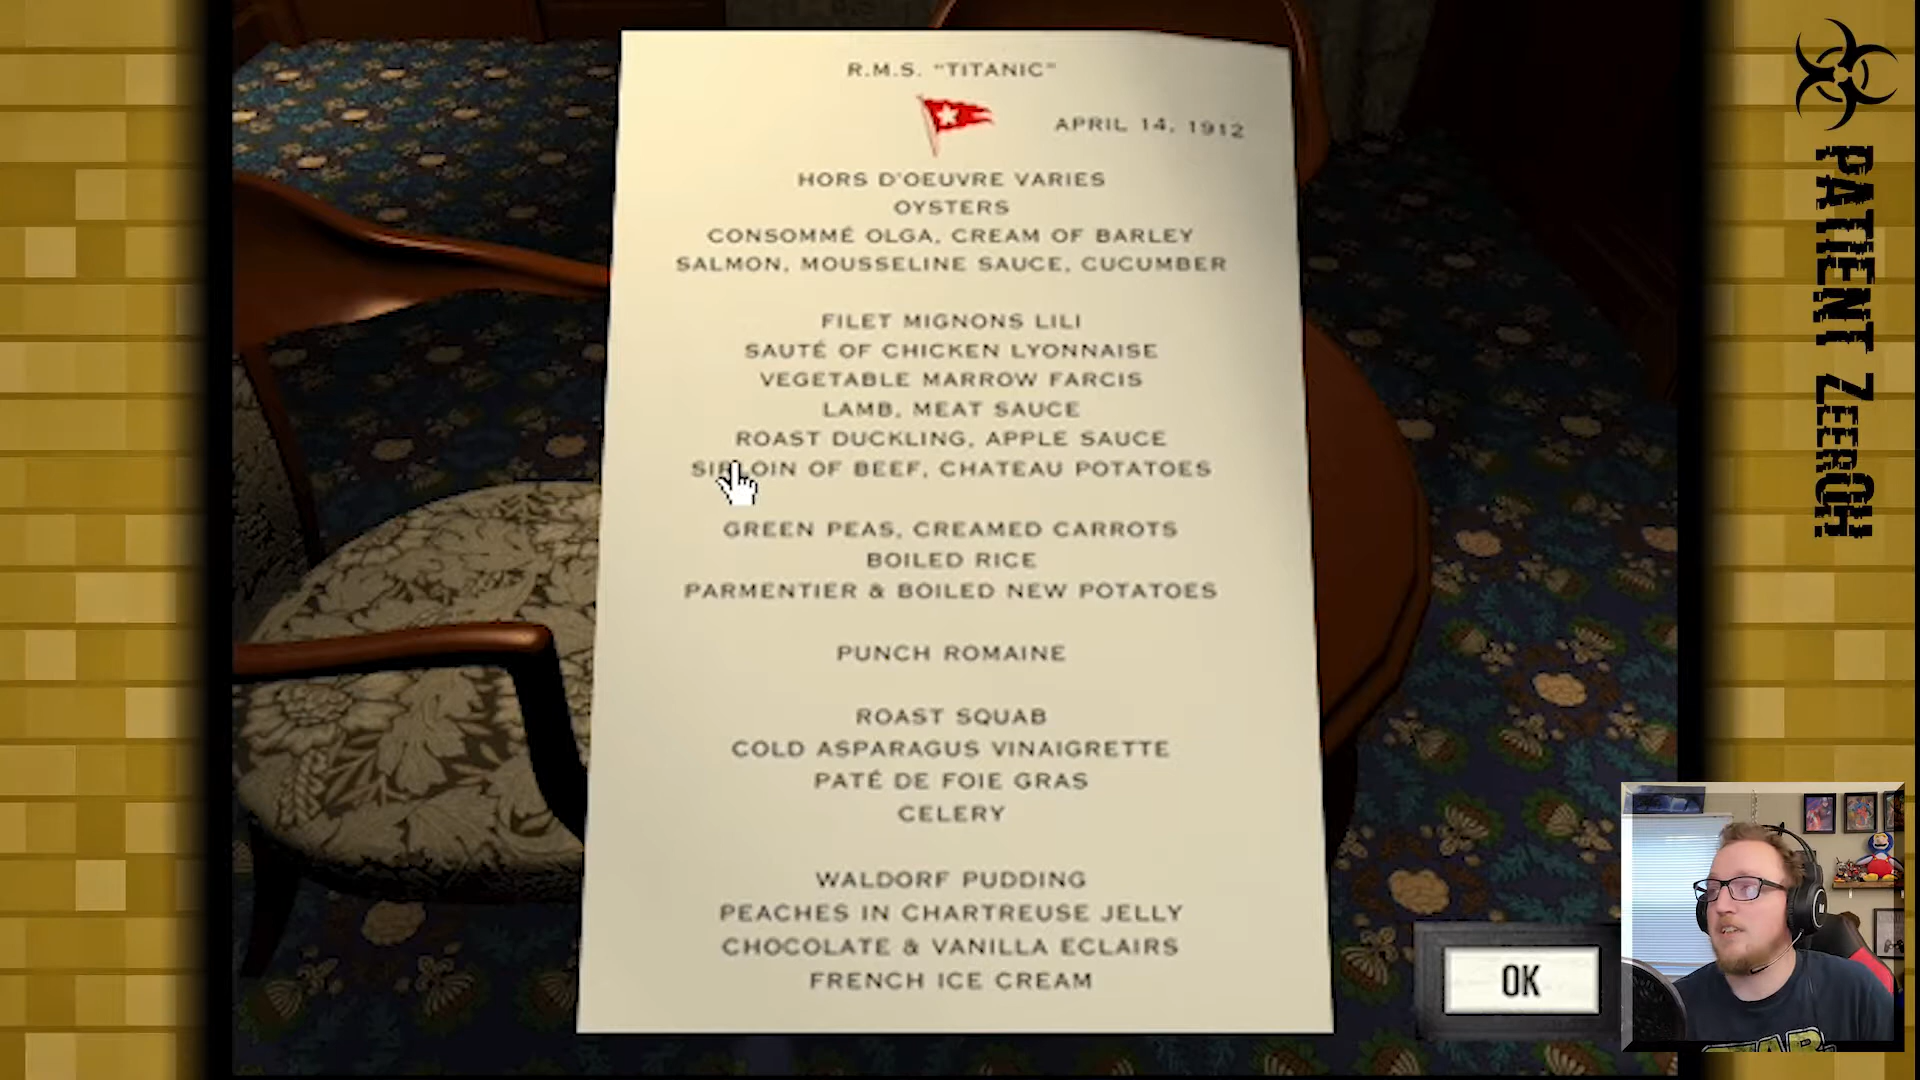 R.M.S. "TITANIC"
APRIL 14, 1912
HORS D'OEUVRE VARIES
OYSTERS
CONSOMMÉ OLGA, CREAM OF BARLEY
SALMON, MOUSSELINE SAUCE, CUCUMBER
FILET MIGNONS LILI
SAUTÉ OF CHICKEN LYONNAISE
VEGETABLE MARROW FARCIS
LAMB, MEAT SAUCE
ROAST DUCKLING, APPLE SAUCE
SIRLOIN OF BEEF, CHATEAU POTATOES
GREEN PEAS, CREAMED CARROTS
BOILED RICE
PARMENTIER & BOILED NEW POTATOES
PUNCH ROMAINE
ROAST SQUAB
COLD ASPARAGUS VINAIGRETTE
PATÉ DE FOIE GRAS
CELERY
WALDORF PUDDING
PEACHES IN CHARTREUSE JELLY
CHOCOLATE & VANILLA ECLAIRS
FRENCH ICE CREAM
OK
PATIENT ZEEROH